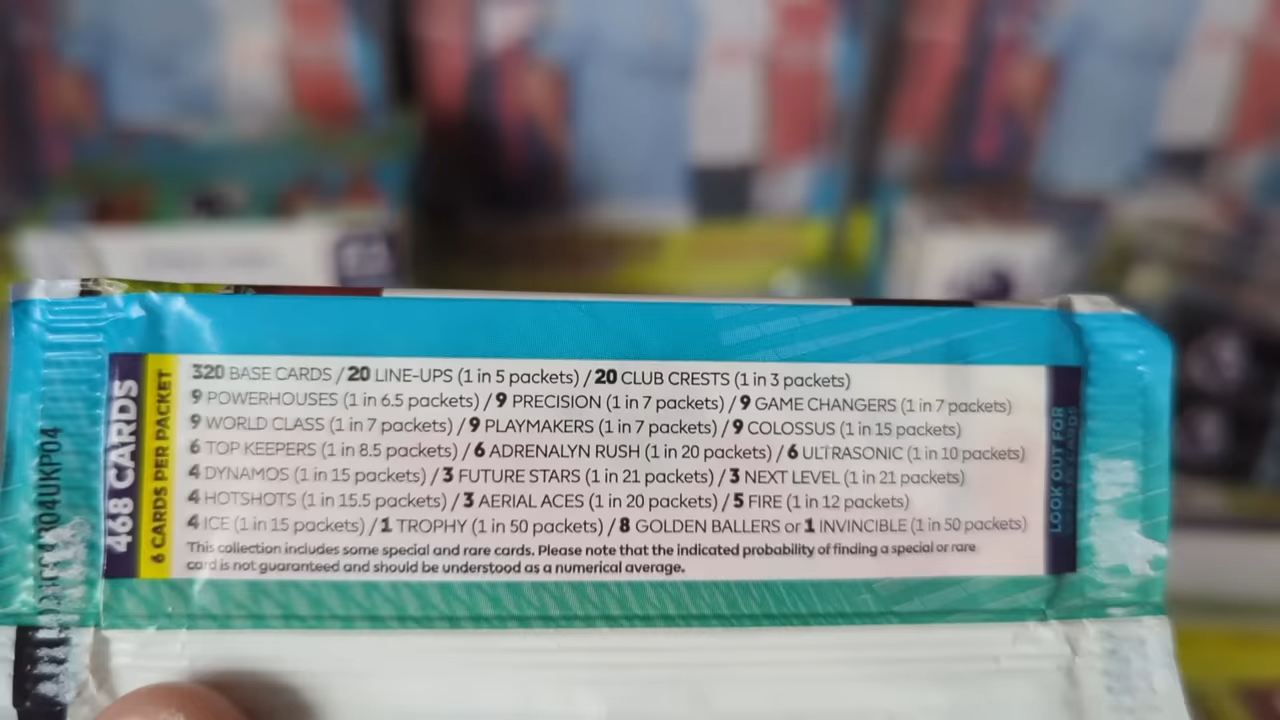 468 CARDS
6 CARDS PER PACKET
320 BASE CARDS / 20 LINE-UPS (1 in 5 packets) / 20 CLUB CRESTS (1 in 3 packets)
9 POWERHOUSES (1 in 6.5 packets) / 9 PRECISION (1 in 7 packets) / 9 GAME CHANGERS (1 in 7 packets)
9 WORLD CLASS (1 in 7 packets) / 9 PLAYMAKERS (1 in 7 packets) / 9 COLOSSUS (1 in 15 packets)
6 TOP KEEPERS (1 in 8.5 packets) / 6 ADRENALYN RUSH (1 in 20 packets) / 6 ULTRASONIC (1 in 10 packets)
4 DYNAMOS (1 in 15 packets) / 3 FUTURE STARS (1 in 21 packets) / 3 NEXT LEVEL (1 in 21 packets)
4 HOTSHOTS (1 in 15.5 packets) / 3 AERIAL ACES (1 in 20 packets) / 5 FIRE (1 in 12 packets)
4 ICE (1 in 15 packets) / 1 TROPHY (1 in 50 packets) / 8 GOLDEN BALLERS or 1 INVINCIBLE (1 in 50 packets)
This collection includes some special and rare cards. Please note that the indicated probability of finding a special or rare
card is not guaranteed and should be understood as a numerical average.
LOOK OUT FOR